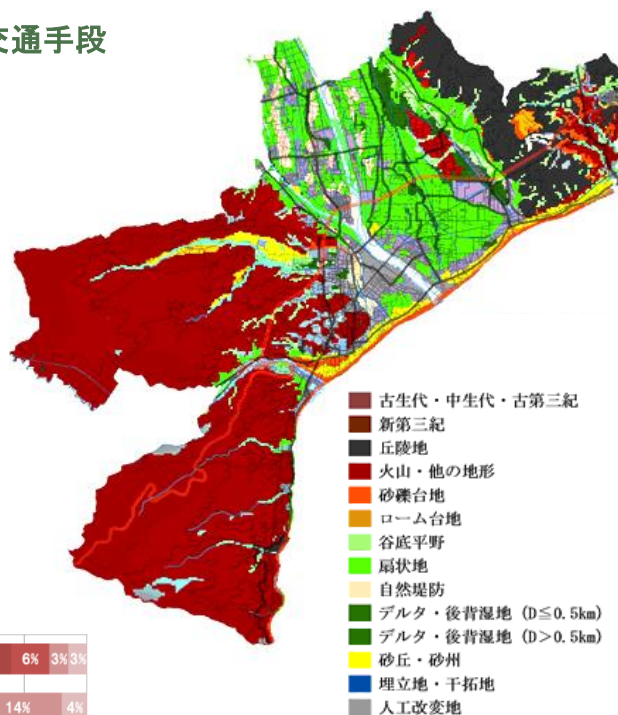 交通手段
古生代・中生代・古第三紀
新第三紀
丘陵地
火山・他の地形
砂礫台地
ローム台地
谷底平野
扇状地
自然堤防
デルタ・後背湿地 (D≦0.5km)
デルタ・後背湿地 (D>0.5km)
砂丘・砂州
埋立地・干拓地
人工改変地
6% 3% 3%
14% 4%